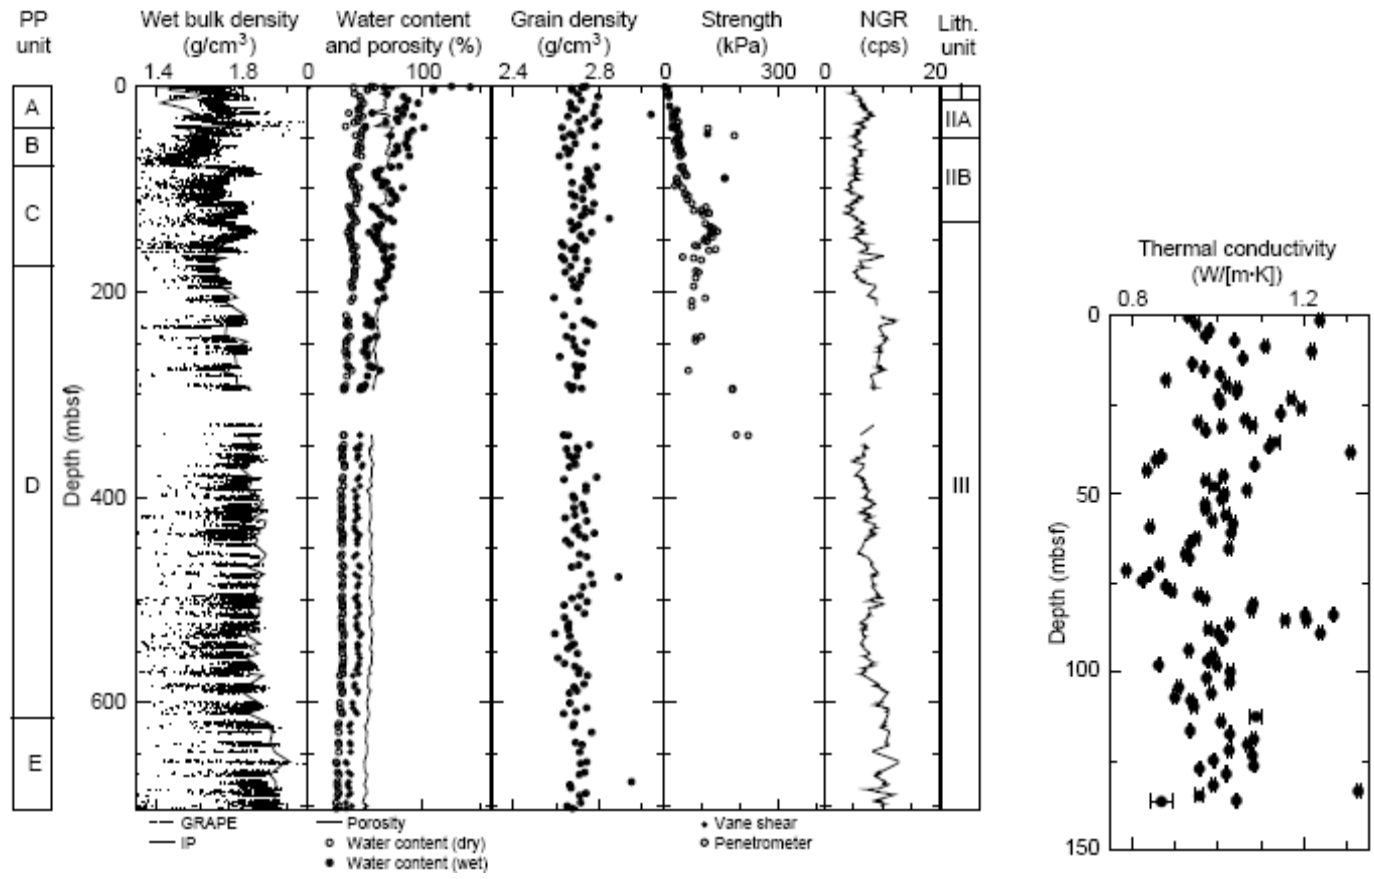 PP
unit
Wet bulk density
(g/cm³)
Water content
and porosity (%)
Grain density
(g/cm³)
Strength
(kPa)
NGR
(cps)
Lith.
unit
1.4 1.8 0 100 2.4 2.8 0 300 0 20
0
200
400
600
Depth (mbsf)
A
B
C
D
E
IIA
IIB
III
GRAPE
IP
Porosity
Water content (dry)
Water content (wet)
Vane shear
Penetrometer
Thermal conductivity
(W/[m•K])
0.8 1.2
0
50
100
150
Depth (mbsf)